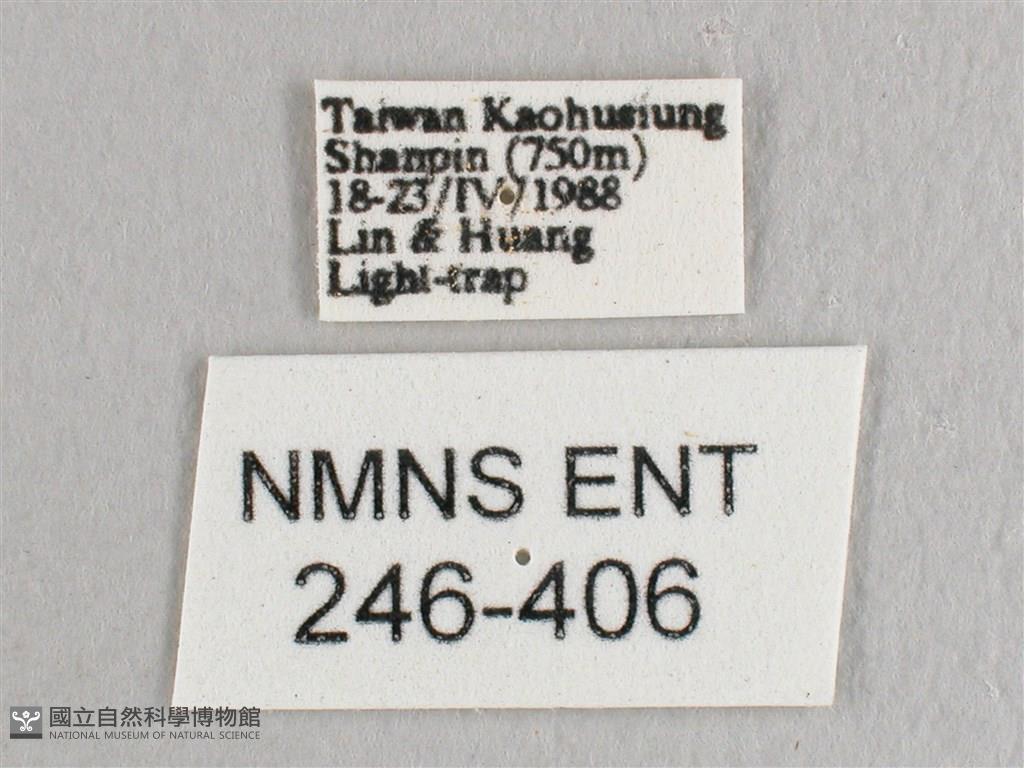 Taiwan Kaohusiung
Shanpin (750m)
18-23/IV/1988
Lin & Huang
Light-trap
NMNS ENT
246-406
國立自然科學博物館
NATIONAL MUSEUM OF NATURAL SCIENCE